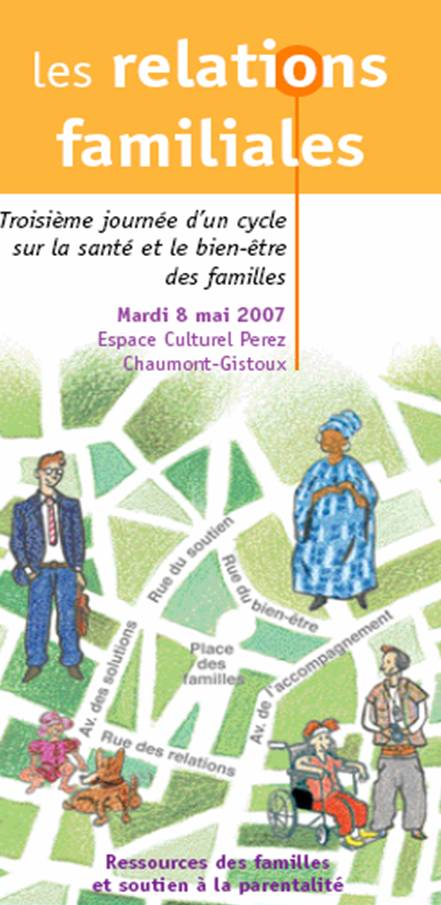 les relations
familiales
Troisième journée d'un cycle
sur la santé et le bien-être
des familles
Mardi 8 mai 2007
Espace Culturel Perez
Chaumont-Gistoux
Rue du soutien
Rue du bien-être
Place
des
familles
Av. de l'accompagnement
Av. des solutions
Rue des relations
Ressources des familles
et soutien à la parentalité